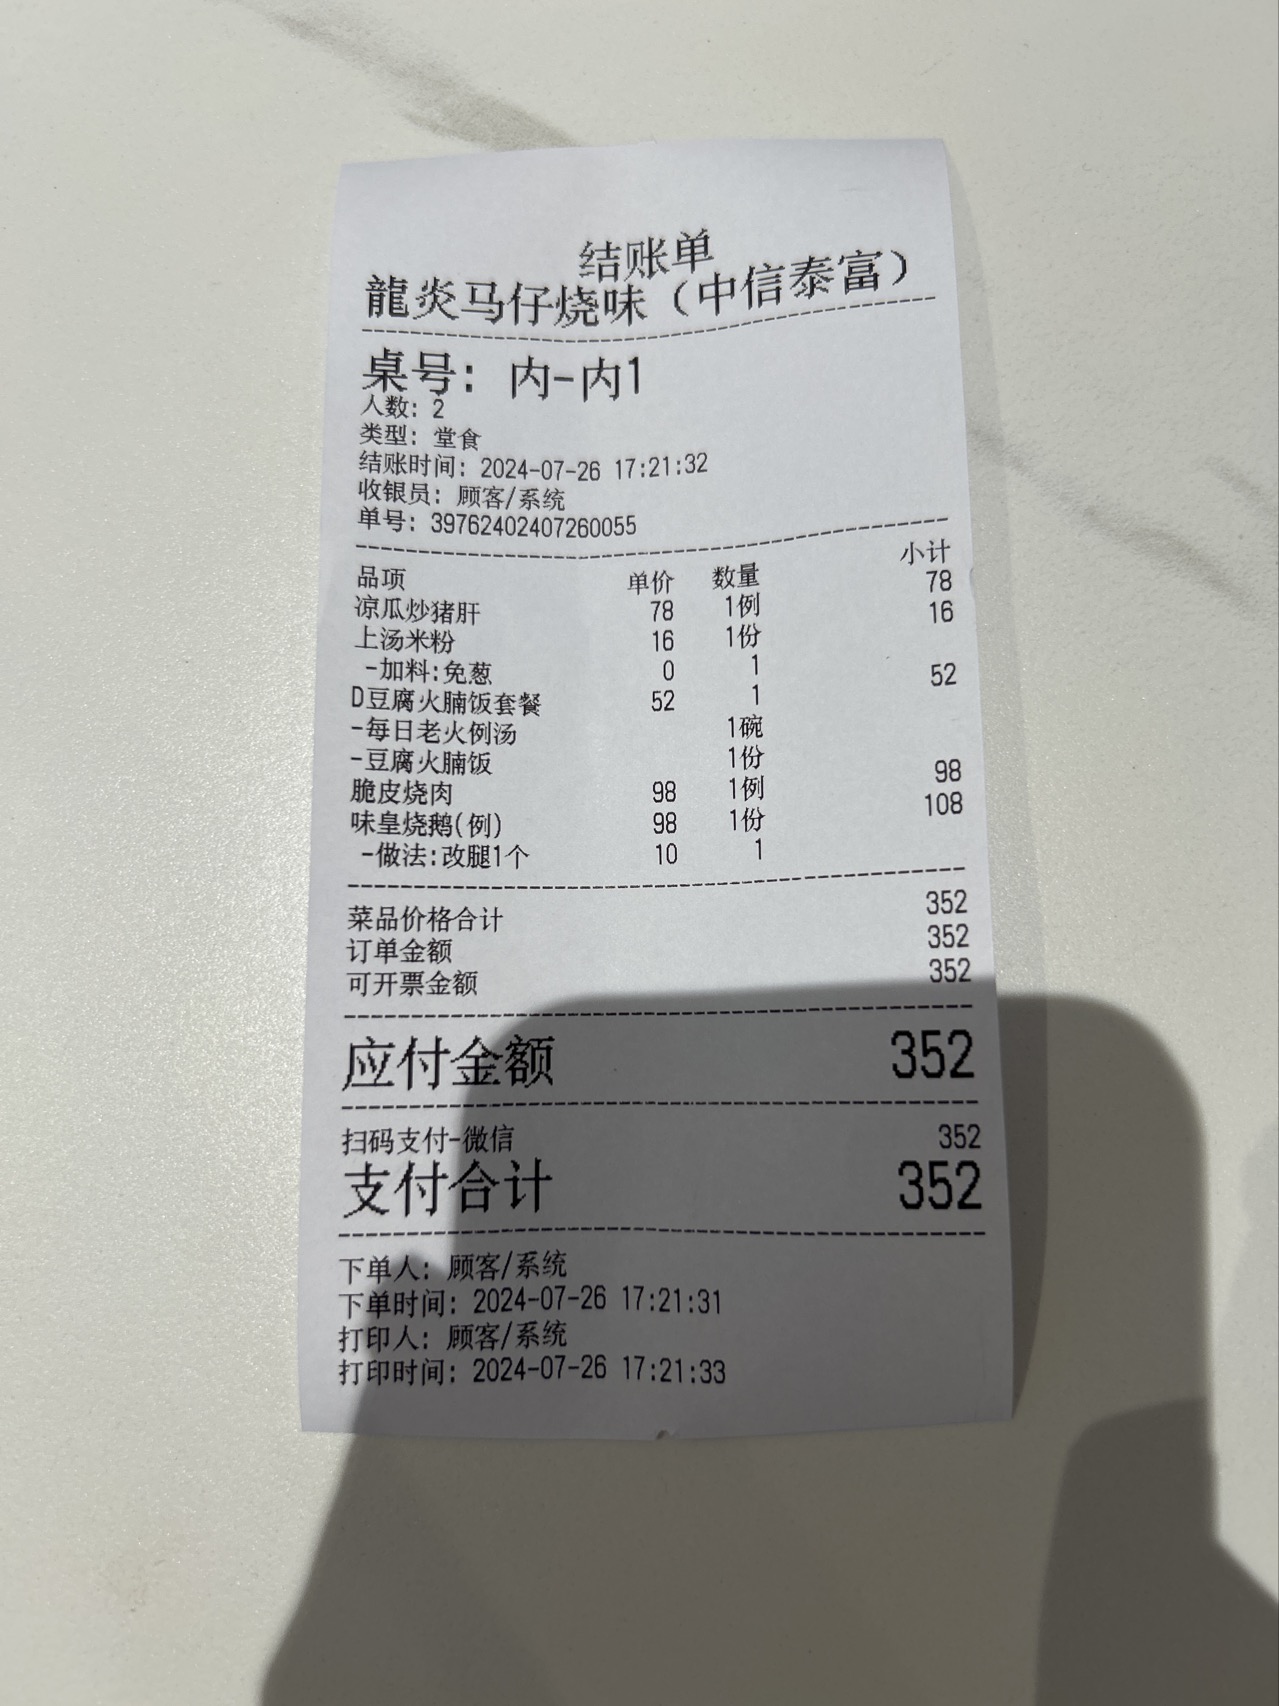 结账单
龍炎马仔烧味（中信泰富）
桌号: 内-内1
人数: 2
类型: 堂食
结账时间: 2024-07-26 17:21:32
收银员: 顾客/系统
单号: 39762402407260055
品项 单价 数量 小计
凉瓜炒猪肝 78 1例 78
上汤米粉 16 1份 16
-加料:免葱 0 1
D豆腐火腩饭套餐 52 1 52
-每日老火例汤 1碗
-豆腐火腩饭 1份
脆皮烧肉 98 1例 98
味皇烧鹅(例) 98 1份 108
-做法:改腿1个 10 1
菜品价格合计 352
订单金额 352
可开票金额 352
应付金额 352
扫码支付-微信 352
支付合计 352
下单人: 顾客/系统
下单时间: 2024-07-26 17:21:31
打印人: 顾客/系统
打印时间: 2024-07-26 17:21:33